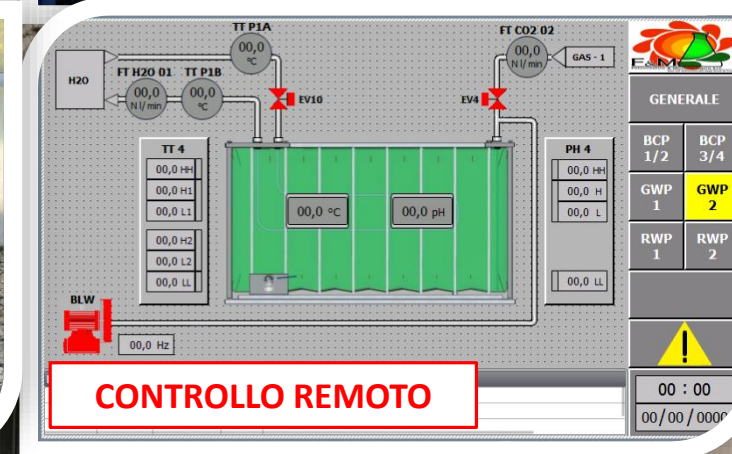 TT P1A
00,0
°C
FT CO2 02
00,0
N l/ min
GAS - 1
H2O
FT H2O 01
00,0
N l/ min
TT P1B
00,0
°C
EV10
EV4
TT 4
00,0 HH
00,0 H1
00,0 L1
00,0 H2
00,0 L2
00,0 LL
00,0 °C
00,0 pH
PH 4
00,0 HH
00,0 H
00,0 L
00,0 LL
BLW
00,0 Hz
CONTROLLO REMOTO
F&M
GENERALE
BCP
1/2
BCP
3/4
GWP
1
GWP
2
RWP
1
RWP
2
!
00 : 00
00/00/0000